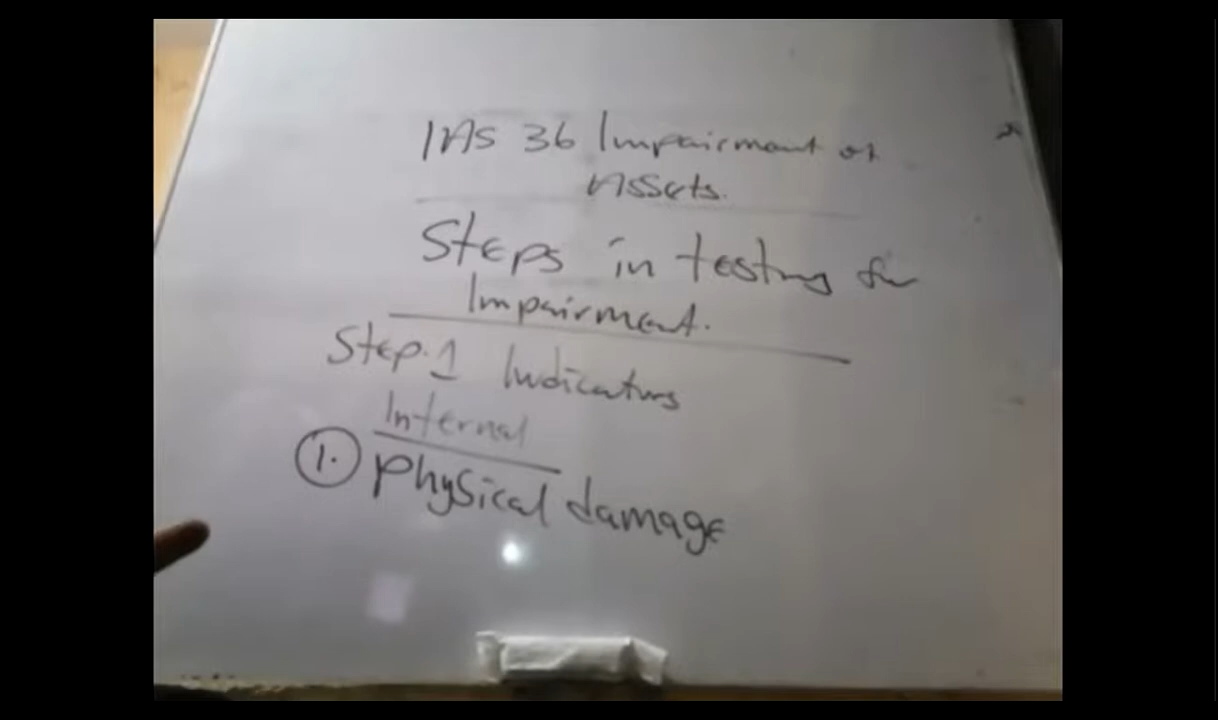 IAS 36 Impairment of
Assets.
Steps in testing for
Impairment.
Step.1 Indicators
Internal
1. Physical damage